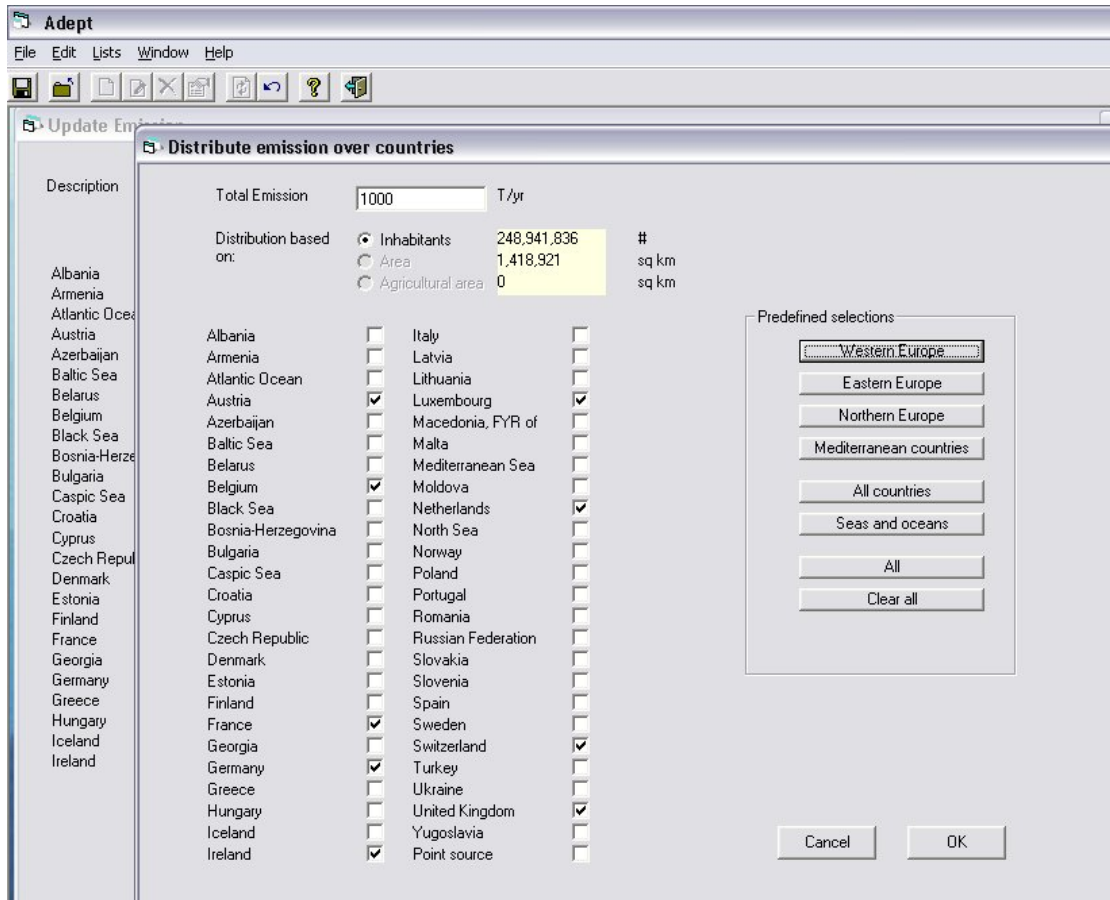 Adept
File Edit Lists Window Help
Update Emission
Distribute emission over countries
Description
Albania
Armenia
Atlantic Ocea
Austria
Azerbaijan
Baltic Sea
Belarus
Belgium
Black Sea
Bosnia-Herze
Bulgaria
Caspic Sea
Croatia
Cyprus
Czech Repul
Denmark
Estonia
Finland
France
Georgia
Germany
Greece
Hungary
Iceland
Ireland
Total Emission 1000 T/yr
Distribution based on:
Inhabitants 248,941,836 #
Area 1,418,921 sq km
Agricultural area 0 sq km
Albania Italy
Armenia Latvia
Atlantic Ocean Lithuania
Austria Luxembourg
Azerbaijan Macedonia, FYR of
Baltic Sea Malta
Belarus Mediterranean Sea
Belgium Moldova
Black Sea Netherlands
Bosnia-Herzegovina North Sea
Bulgaria Norway
Caspic Sea Poland
Croatia Portugal
Cyprus Romania
Czech Republic Russian Federation
Denmark Slovakia
Estonia Slovenia
Finland Spain
France Sweden
Georgia Switzerland
Germany Turkey
Greece Ukraine
Hungary United Kingdom
Iceland Yugoslavia
Ireland Point source
Predefined selections
Western Europe
Eastern Europe
Northern Europe
Mediterranean countries
All countries
Seas and oceans
All
Clear all
Cancel OK